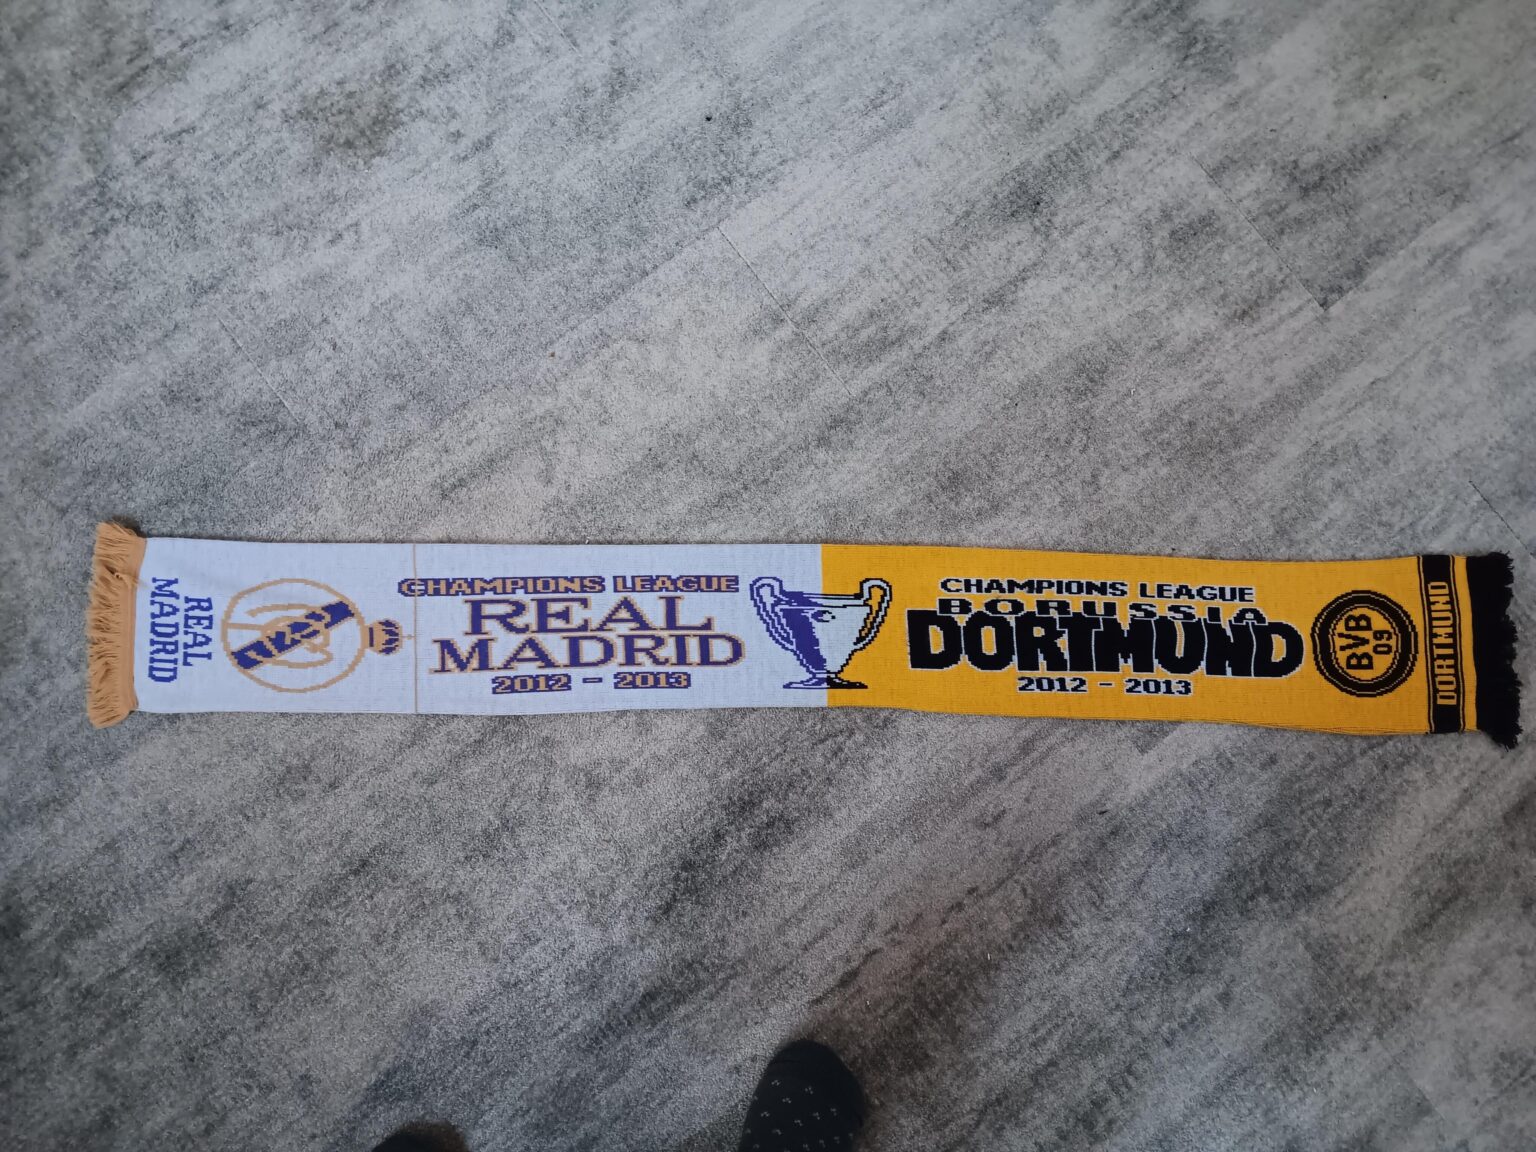 REAL
MADRID
CHAMPIONS LEAGUE
REAL
MADRID
2012 - 2013
CHAMPIONS LEAGUE
BORUSSIA
DORTMUND
2012 - 2013
BVB
09
DORTMUND